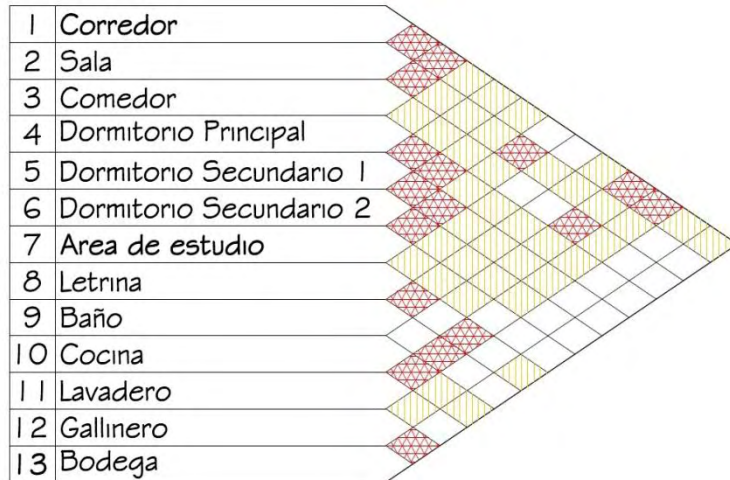 1 Corredor
2 Sala
3 Comedor
4 Dormitorio Principal
5 Dormitorio Secundario 1
6 Dormitorio Secundario 2
7 Area de estudio
8 Letrina
9 Baño
10 Cocina
11 Lavadero
12 Gallinero
13 Bodega